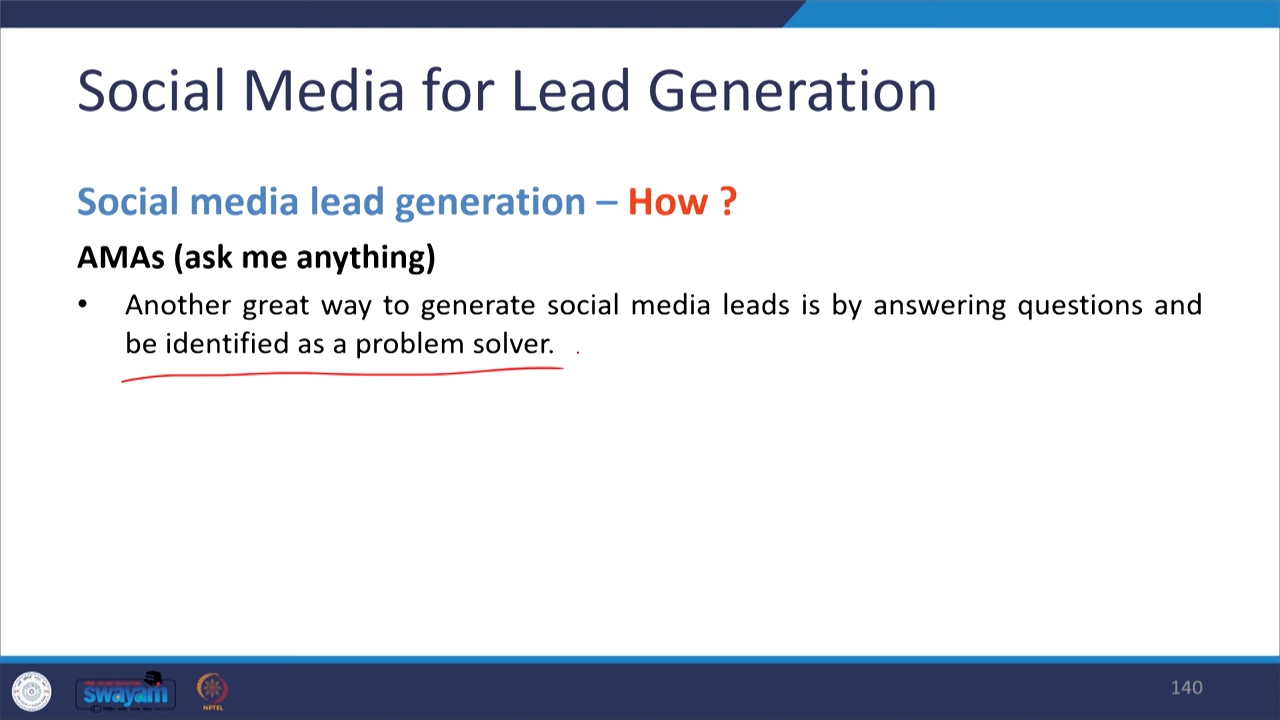 Social Media for Lead Generation
Social media lead generation – How ?
AMAs (ask me anything)
• Another great way to generate social media leads is by answering questions and
be identified as a problem solver.
swayam
NPTEL
140